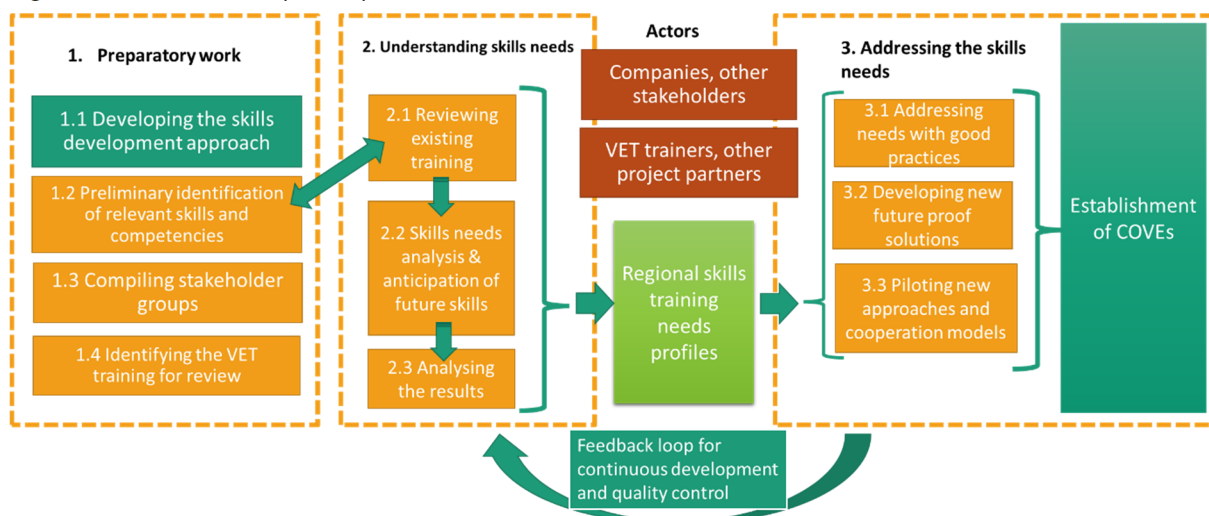 1. Preparatory work
1.1 Developing the skills
development approach
1.2 Preliminary identification
of relevant skills and
competencies
1.3 Compiling stakeholder
groups
1.4 Identifying the VET
training for review
2. Understanding skills needs
2.1 Reviewing
existing
training
2.2 Skills needs
analysis &
anticipation of
future skills
2.3 Analysing
the results
Actors
Companies, other
stakeholders
VET trainers, other
project partners
Regional skills
training
needs
profiles
3. Addressing the skills
needs
3.1 Addressing
needs with good
practices
3.2 Developing new
future proof
solutions
3.3 Piloting new
approaches and
cooperation models
Establishment
of COVEs
Feedback loop for
continuous development
and quality control